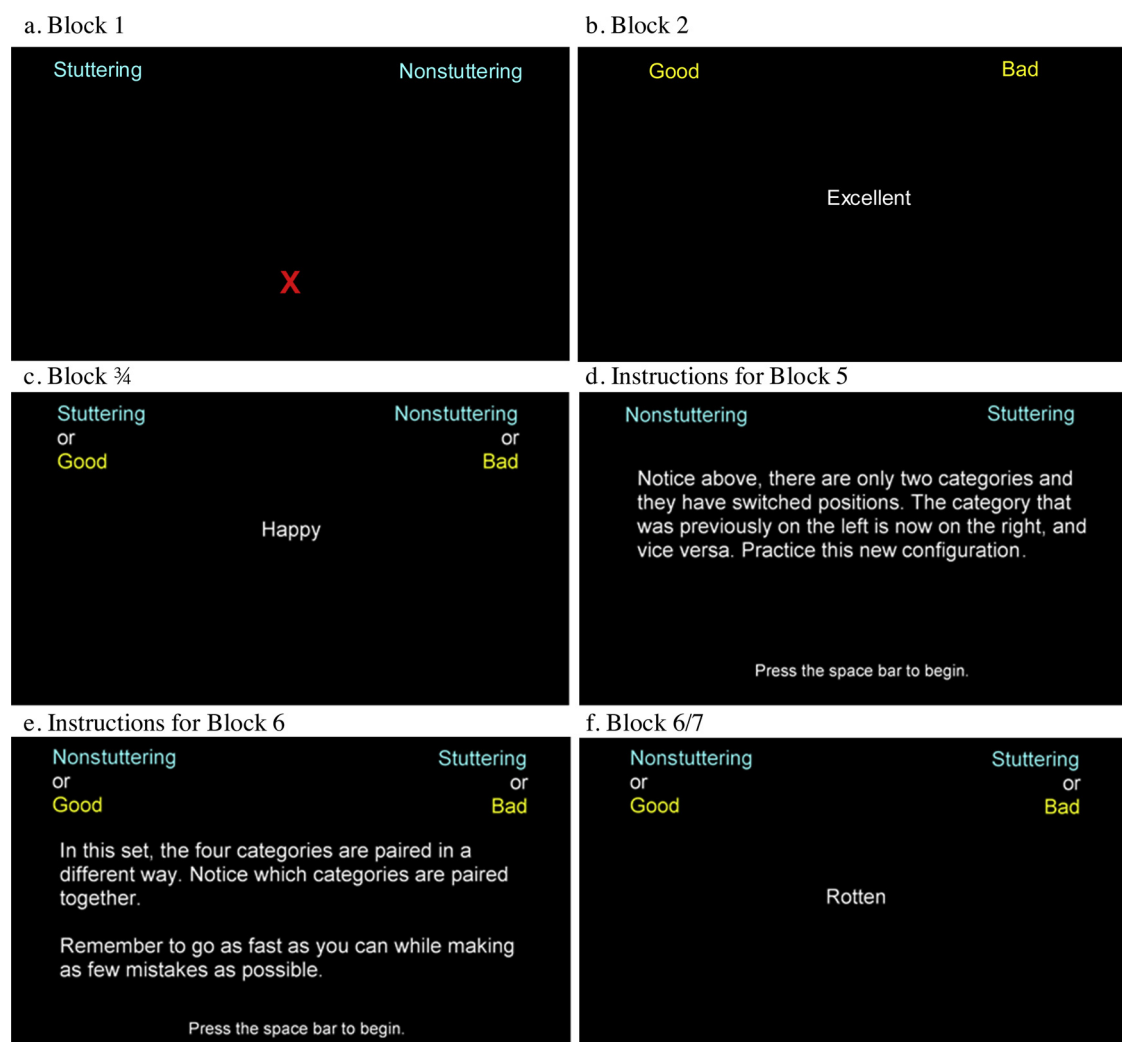 a. Block 1
Stuttering Nonstuttering
X
b. Block 2
Good Bad
Excellent
c. Block ¾
Stuttering Nonstuttering
or or
Good Bad
Happy
d. Instructions for Block 5
Nonstuttering Stuttering
Notice above, there are only two categories and
they have switched positions. The category that
was previously on the left is now on the right, and
vice versa. Practice this new configuration.
Press the space bar to begin.
e. Instructions for Block 6
Nonstuttering Stuttering
or or
Good Bad
In this set, the four categories are paired in a
different way. Notice which categories are paired
together.
Remember to go as fast as you can while making
as few mistakes as possible.
Press the space bar to begin.
f. Block 6/7
Nonstuttering Stuttering
or or
Good Bad
Rotten